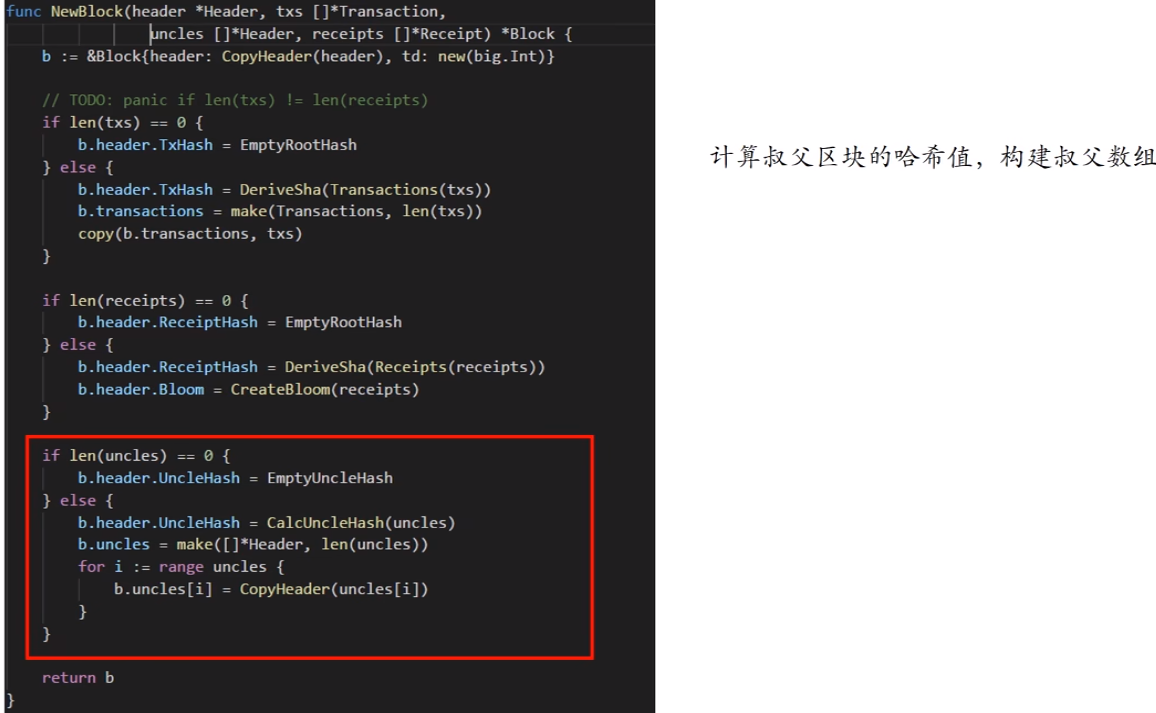 func NewBlock(header *Header, txs []*Transaction,
uncles []*Header, receipts []*Receipt) *Block {
b := &Block{header: CopyHeader(header), td: new(big.Int)}
// TODO: panic if len(txs) != len(receipts)
if len(txs) == 0 {
b.header.TxHash = EmptyRootHash
} else {
b.header.TxHash = DeriveSha(Transactions(txs))
b.transactions = make(Transactions, len(txs))
copy(b.transactions, txs)
}
if len(receipts) == 0 {
b.header.ReceiptHash = EmptyRootHash
} else {
b.header.ReceiptHash = DeriveSha(Receipts(receipts))
b.header.Bloom = CreateBloom(receipts)
}
if len(uncles) == 0 {
b.header.UncleHash = EmptyUncleHash
} else {
b.header.UncleHash = CalcUncleHash(uncles)
b.uncles = make([]*Header, len(uncles))
for i := range uncles {
b.uncles[i] = CopyHeader(uncles[i])
}
}
return b
}
计算叔父区块的哈希值，构建叔父数组